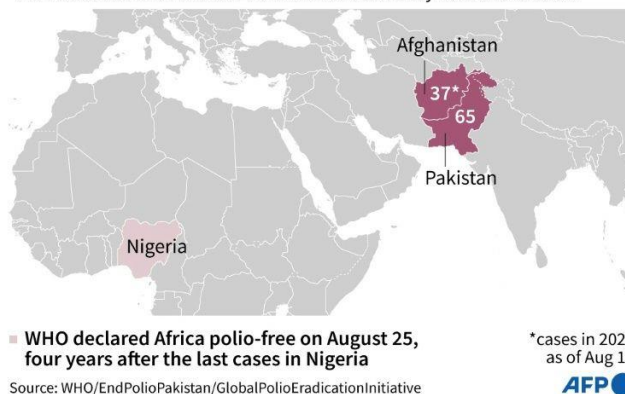 Afghanistan
37*
65
Pakistan
Nigeria
WHO declared Africa polio-free on August 25,
four years after the last cases in Nigeria
*cases in 202
as of Aug 1
Source: WHO/EndPolioPakistan/GlobalPolioEradicationInitiative
AFP